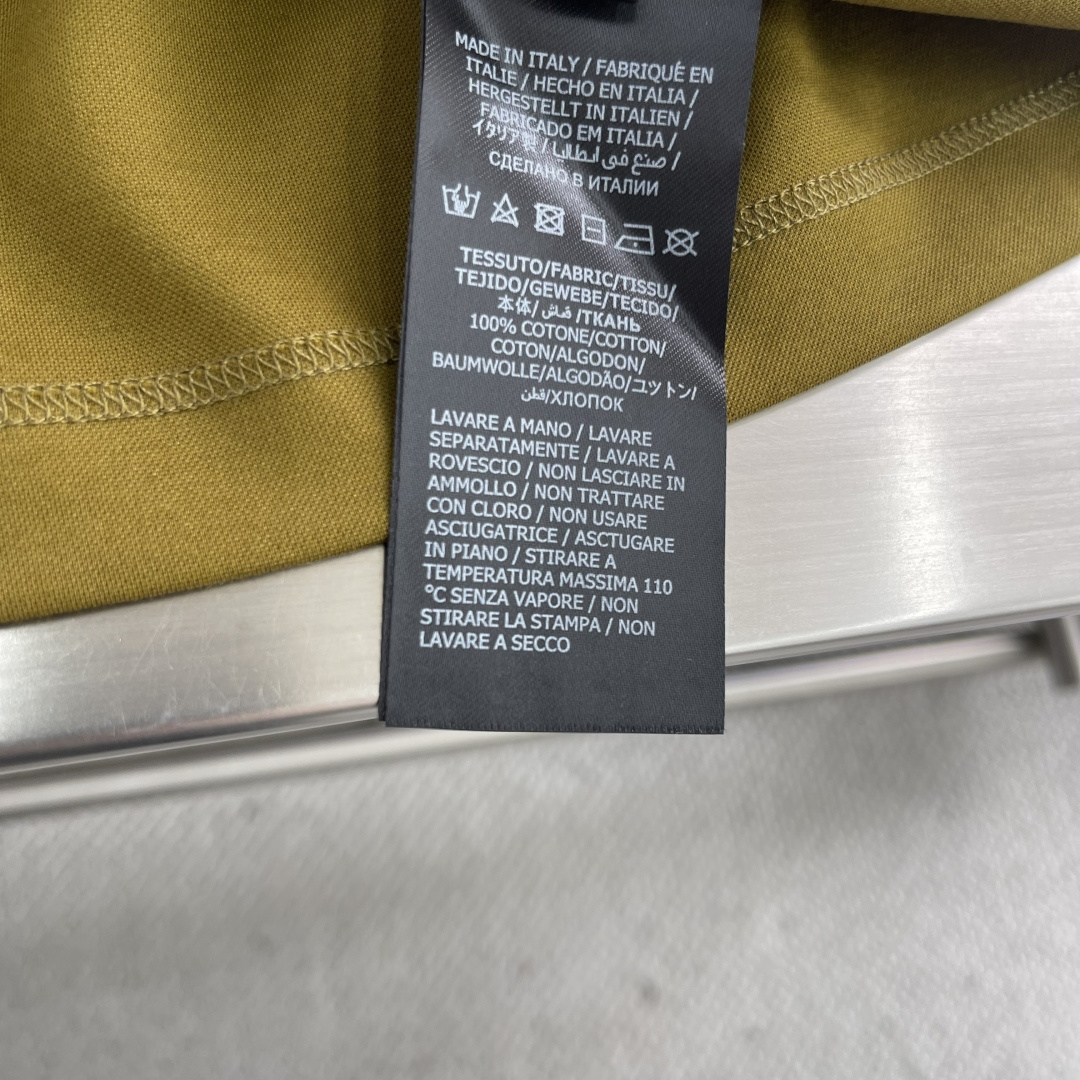 MADE IN ITALY / FABRIQUÉ EN
ITALIE / HECHO EN ITALIA /
HERGESTELLT IN ITALIEN /
FABRICADO EM ITALIA /
イタリア製 / صنع في ايطاليا /
СДЕЛАНО В ИТАЛИИ
TESSUTO/FABRIC/TISSU/
TEJIDO/GEWEBE/TECIDO/
本体/ قماش /ТКАНЬ
100% COTONE/COTTON/
COTON/ALGODON/
BAUMWOLLE/ALGODÃO/ユットン/
قطن/ХЛОПОК
LAVARE A MANO / LAVARE
SEPARATAMENTE / LAVARE A
ROVESCIO / NON LASCIARE IN
AMMOLLO / NON TRATTARE
CON CLORO / NON USARE
ASCIUGATRICE / ASCTUGARE
IN PIANO / STIRARE A
TEMPERATURA MASSIMA 110
°C SENZA VAPORE / NON
STIRARE LA STAMPA / NON
LAVARE A SECCO